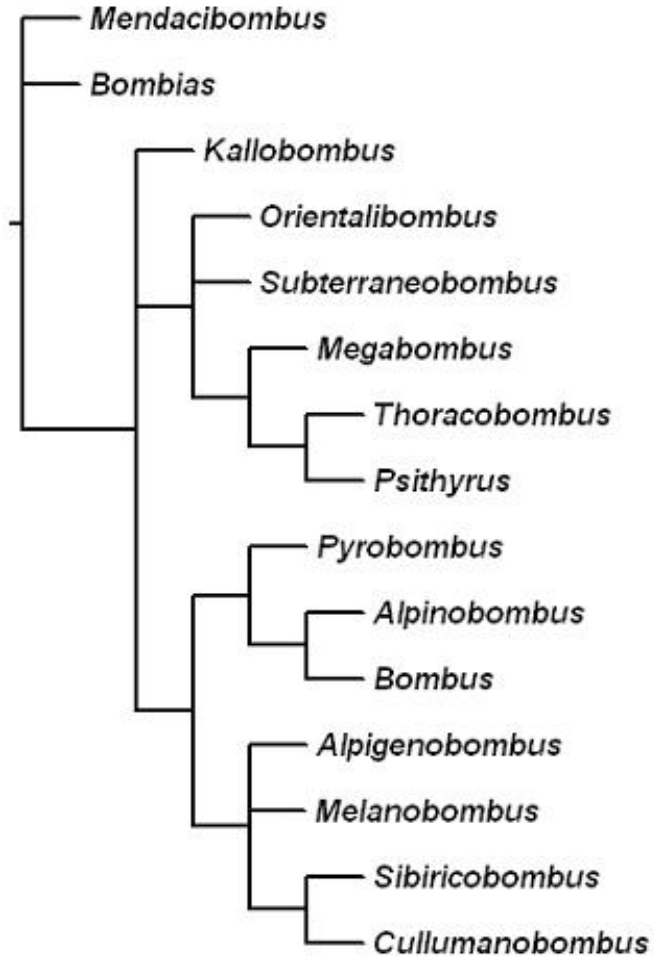 Mendacibombus
Bombias
Kallobombus
Orientalibombus
Subterraneobombus
Megabombus
Thoracobombus
Psithyrus
Pyrobombus
Alpinobombus
Bombus
Alpigenobombus
Melanobombus
Sibiricobombus
Cullumanobombus